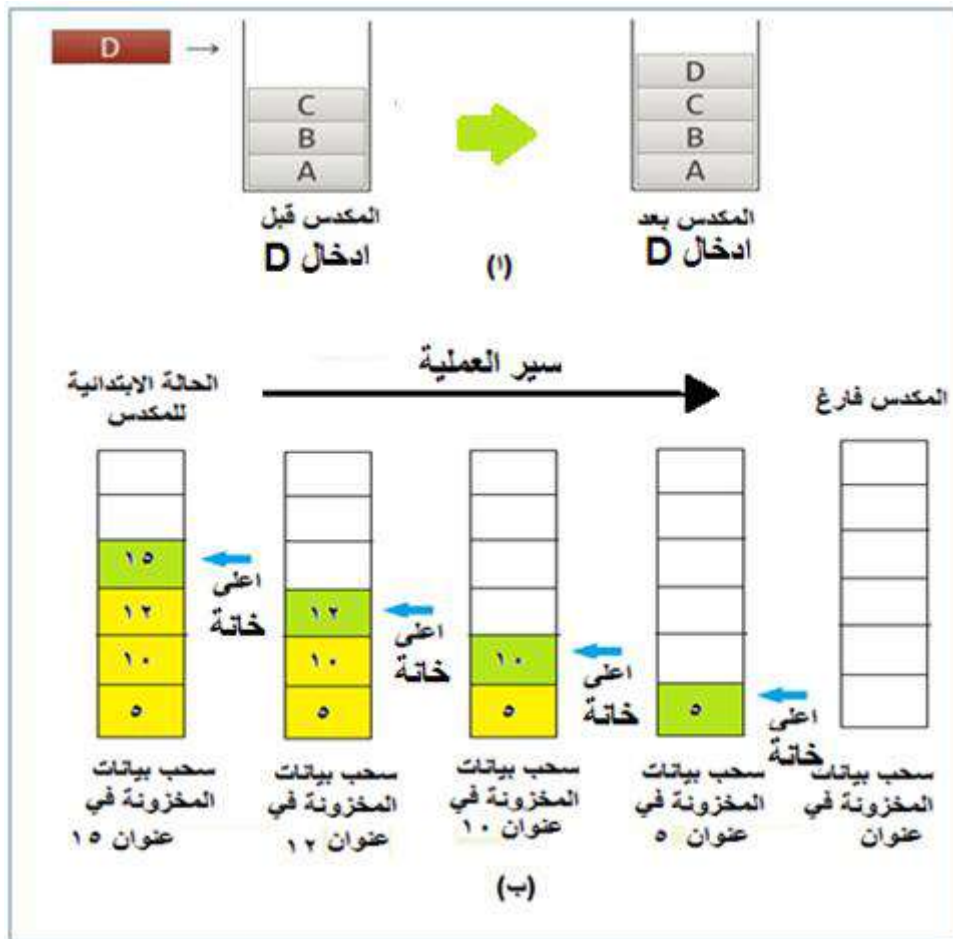 D →
C
B
A
D
C
B
A
المكدس قبل
ادخال D
المكدس بعد
ادخال D
(١)
سير العملية
الحالة الابتدائية
للمكدس
المكدس فارغ
١٥
١٢
١٠
٥
اعلى
خانة
١٢
١٠
٥
اعلى
خانة
١٠
٥
اعلى
خانة
٥
اعلى
خانة
سحب بيانات
المخزونة في
عنوان ١٥
سحب بيانات
المخزونة في
عنوان ١٢
سحب بيانات
المخزونة في
عنوان ١٠
سحب بيانات
المخزونة في
عنوان ٥
سحب بيانات
المخزونة في
عنوان
(ب)